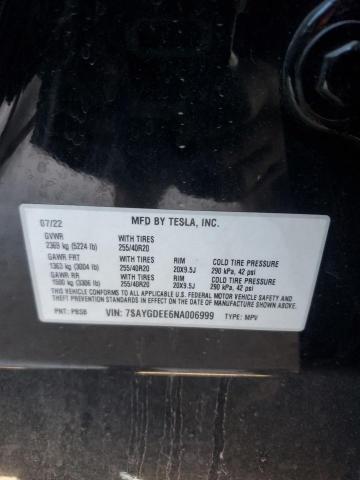 07/22 MFD BY TESLA, INC.
GVWR WITH TIRES
2369 kg (5224 lb) 255/40R20
GAWR FRT WITH TIRES RIM COLD TIRE PRESSURE
1363 kg (3004 lb) 255/40R20 20X9.5J 290 kPa, 42 psi
GAWR RR WITH TIRES RIM COLD TIRE PRESSURE
1500 kg (3306 lb) 255/40R20 20X9.5J 290 kPa, 42 psi
THIS VEHICLE CONFORMS TO ALL APPLICABLE U.S. FEDERAL MOTOR VEHICLE SAFETY AND
THEFT PREVENTION STANDARDS IN EFFECT ON THE DATE OF MANUFACTURE SHOWN ABOVE.
PNT: PBSB VIN: 7SAYGDEE6NA006999 TYPE: MPV